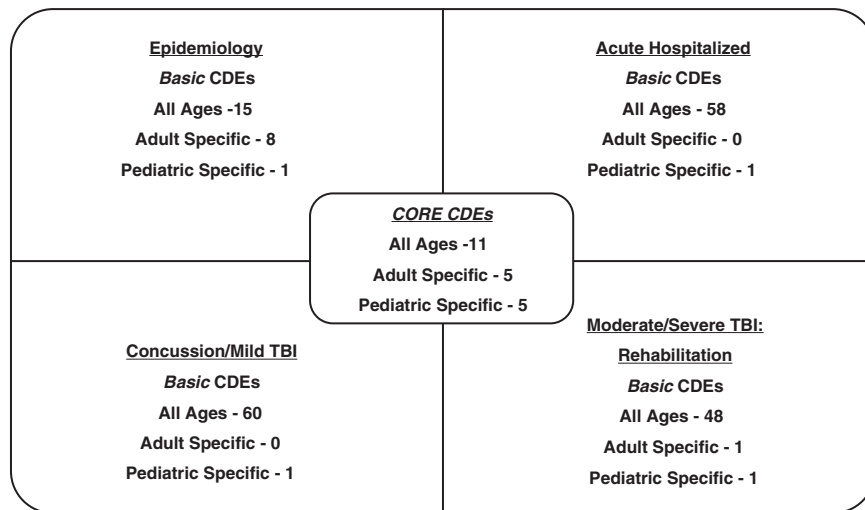 Epidemiology
Basic CDEs
All Ages -15
Adult Specific - 8
Pediatric Specific - 1
Acute Hospitalized
Basic CDEs
All Ages - 58
Adult Specific - 0
Pediatric Specific - 1
CORE CDEs
All Ages -11
Adult Specific - 5
Pediatric Specific - 5
Concussion/Mild TBI
Basic CDEs
All Ages - 60
Adult Specific - 0
Pediatric Specific - 1
Moderate/Severe TBI:
Rehabilitation
Basic CDEs
All Ages - 48
Adult Specific - 1
Pediatric Specific - 1